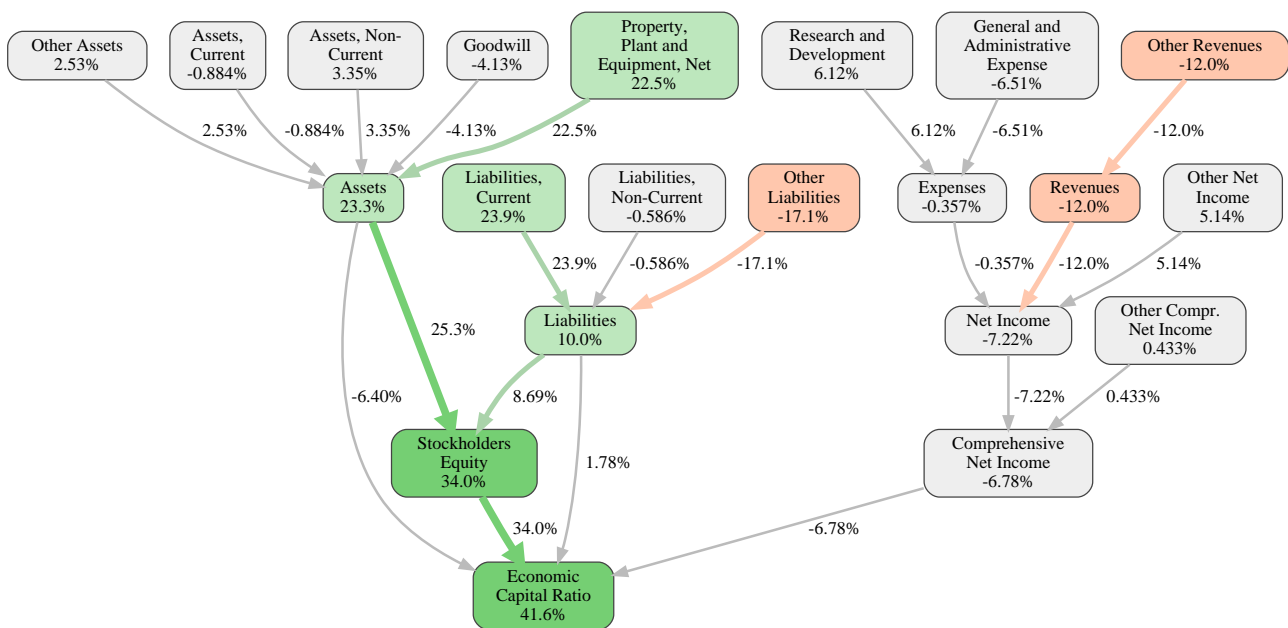 Other Assets
2.53%
Assets,
Current
-0.884%
Assets, Non-
Current
3.35%
Goodwill
-4.13%
Property,
Plant and
Equipment, Net
22.5%
Research and
Development
6.12%
General and
Administrative
Expense
-6.51%
Other Revenues
-12.0%
2.53%
-0.884%
3.35%
-4.13%
22.5%
6.12%
-6.51%
-12.0%
Assets
23.3%
Liabilities,
Current
23.9%
Liabilities,
Non-Current
-0.586%
Other
Liabilities
-17.1%
Expenses
-0.357%
Revenues
-12.0%
Other Net
Income
5.14%
23.9%
-0.586%
-17.1%
-0.357%
-12.0%
5.14%
25.3%
Liabilities
10.0%
Net Income
-7.22%
Other Compr.
Net Income
0.433%
-6.40%
8.69%
-7.22%
0.433%
Stockholders
Equity
34.0%
1.78%
Comprehensive
Net Income
-6.78%
34.0%
-6.78%
Economic
Capital Ratio
41.6%